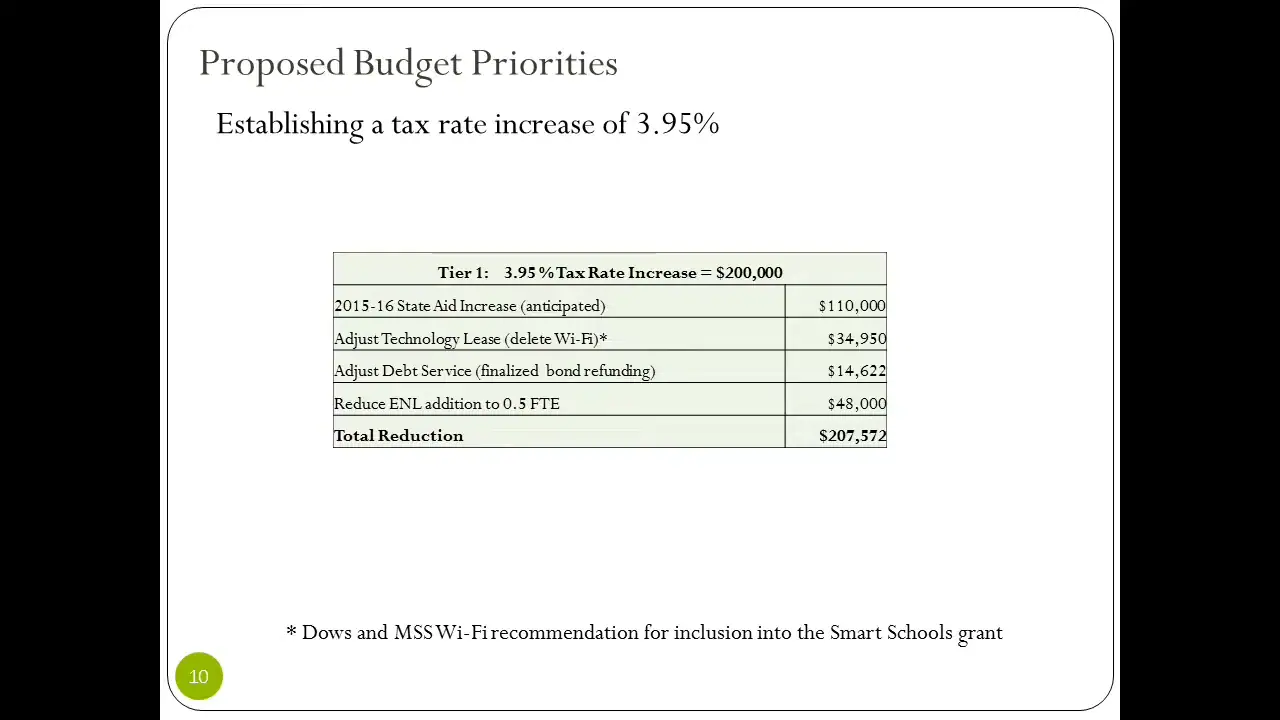 Proposed Budget Priorities
Establishing a tax rate increase of 3.95%
Tier 1: 3.95% Tax Rate Increase = $200,000
2015-16 State Aid Increase (anticipated) $110,000
Adjust Technology Lease (delete Wi-Fi)* $34,950
Adjust Debt Service (finalized bond refunding) $14,622
Reduce ENL addition to 0.5 FTE $48,000
Total Reduction $207,572
* Dows and MSS Wi-Fi recommendation for inclusion into the Smart Schools grant
10